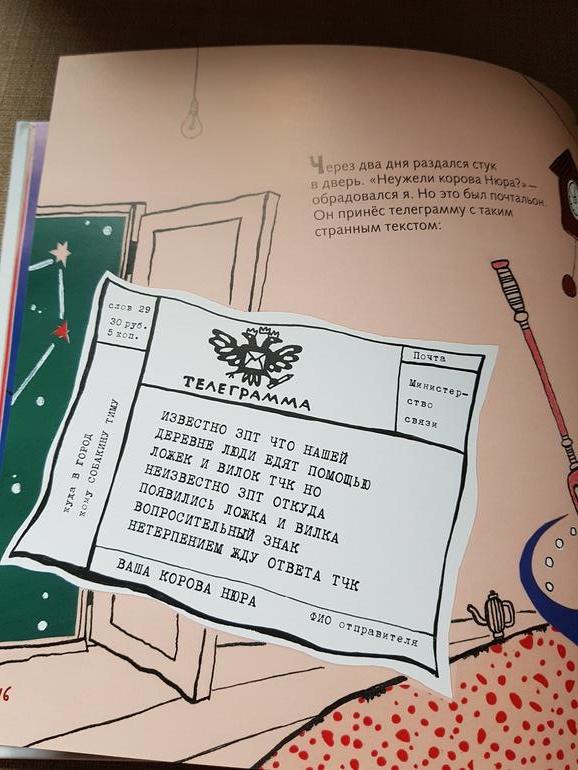 Через два дня раздался стук
в дверь. «Неужели корова Нюра?» —
обрадовался я. Но это был почтальон.
Он принёс телеграмму с таким
странным текстом:
слов 29
30 руб.
5 коп.
ТЕЛЕГРАММА
Почта
Министер-
ство
связи
куда В ГОРОД
кому СОБАКИНУ ТИМУ
ИЗВЕСТНО ЗПТ ЧТО НАШЕЙ
ДЕРЕВНЕ ЛЮДИ ЕДЯТ ПОМОЩЬЮ
ЛОЖЕК И ВИЛОК ТЧК НО
НЕИЗВЕСТНО ЗПТ ОТКУДА
ПОЯВИЛИСЬ ЛОЖКА И ВИЛКА
ВОПРОСИТЕЛЬНЫЙ ЗНАК
НЕТЕРПЕНИЕМ ЖДУ ОТВЕТА ТЧК
ВАША КОРОВА НЮРА
ФИО отправителя
16